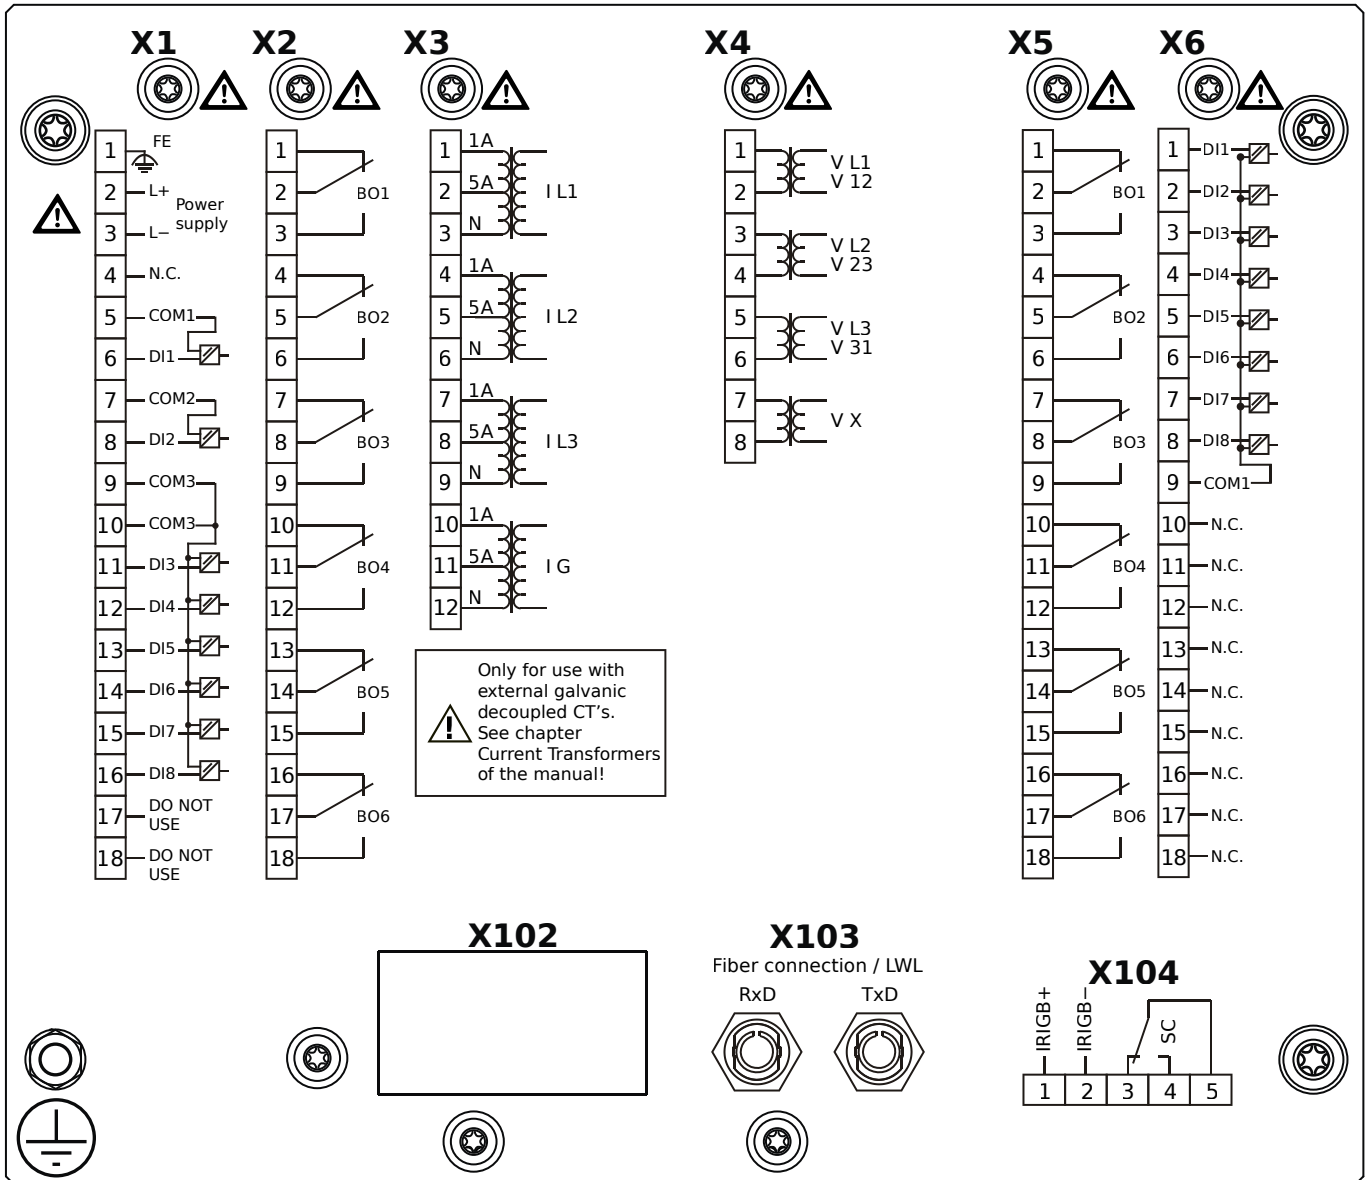 X1
1 FE
2 L+
Power
supply
3 L−
4 N.C.
5 COM1
6 DI1
7 COM2
8 DI2
9 COM3
10 COM3
11 DI3
12 DI4
13 DI5
14 DI6
15 DI7
16 DI8
17 DO NOT
USE
18 DO NOT
USE
X2
1
2 BO1
3
4
5 BO2
6
7
8 BO3
9
10
11 BO4
12
13
14 BO5
15
16
17 BO6
18
X3
1 1A
2 5A I L1
3 N
4 1A
5 5A I L2
6 N
7 1A
8 5A I L3
9 N
10 1A
11 5A I G
12 N
Only for use with
external galvanic
decoupled CT's.
See chapter
Current Transformers
of the manual!
X4
1 V L1
2 V 12
3 V L2
4 V 23
5 V L3
6 V 31
7 V X
8
X5
1
2 BO1
3
4
5 BO2
6
7
8 BO3
9
10
11 BO4
12
13
14 BO5
15
16
17 BO6
18
X6
1 DI1
2 DI2
3 DI3
4 DI4
5 DI5
6 DI6
7 DI7
8 DI8
9 COM1
10 N.C.
11 N.C.
12 N.C.
13 N.C.
14 N.C.
15 N.C.
16 N.C.
17 N.C.
18 N.C.
X102
X103
Fiber connection / LWL
RxD TxD
X104
IRIGB+ IRIGB− SC
1 2 3 4 5